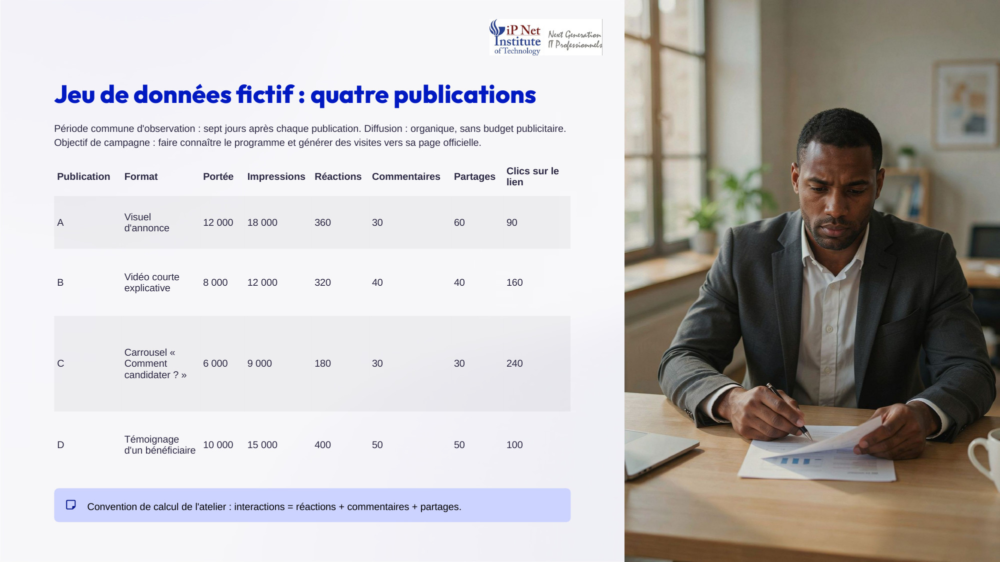 iP Net
Institute
of Technology
Next Generation
IT Professionnels
Jeu de données fictif : quatre publications
Période commune d'observation : sept jours après chaque publication. Diffusion : organique, sans budget publicitaire.
Objectif de campagne : faire connaître le programme et générer des visites vers sa page officielle.
Publication Format Portée Impressions Réactions Commentaires Partages Clics sur le lien
A Visuel d'annonce 12 000 18 000 360 30 60 90
B Vidéo courte explicative 8 000 12 000 320 40 40 160
C Carrousel « Comment candidater ? » 6 000 9 000 180 30 30 240
D Témoignage d'un bénéficiaire 10 000 15 000 400 50 50 100
Convention de calcul de l'atelier : interactions = réactions + commentaires + partages.